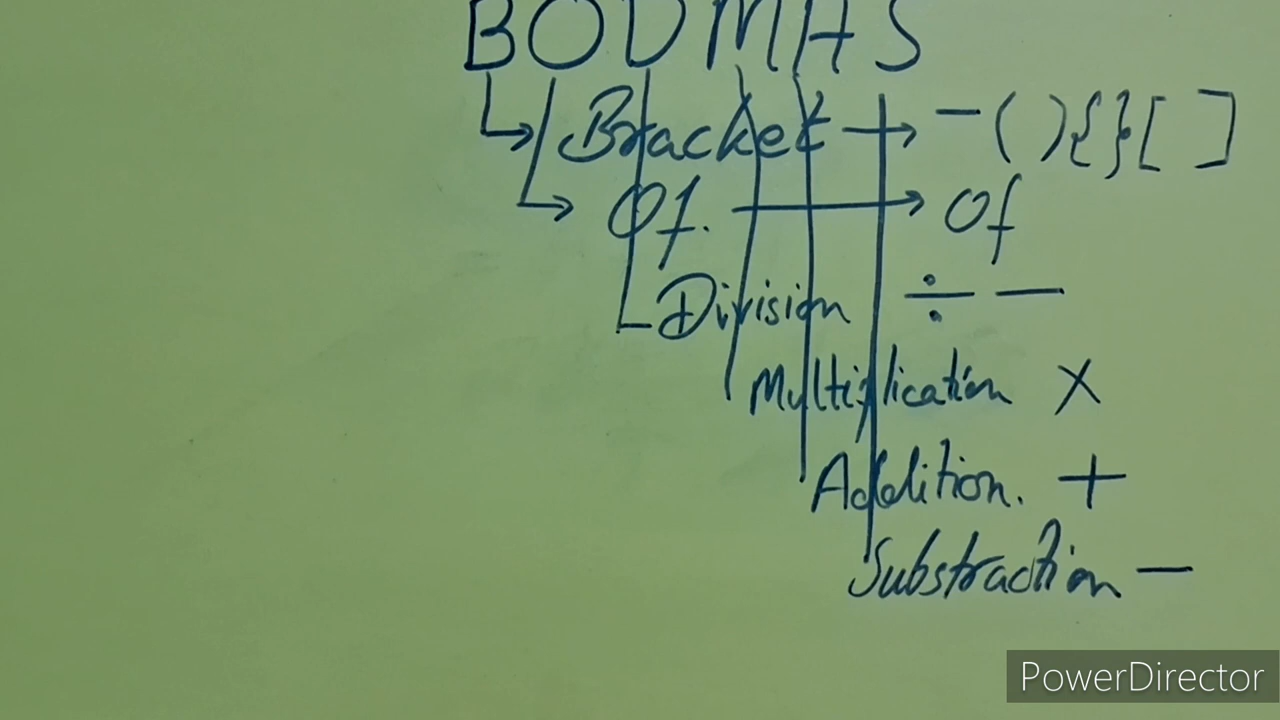 BODMAS
Bracket → — ( ) { } [ ]
Of. → Of
Division ÷ —
Multiplication ×
Addition. +
Substraction —
PowerDirector